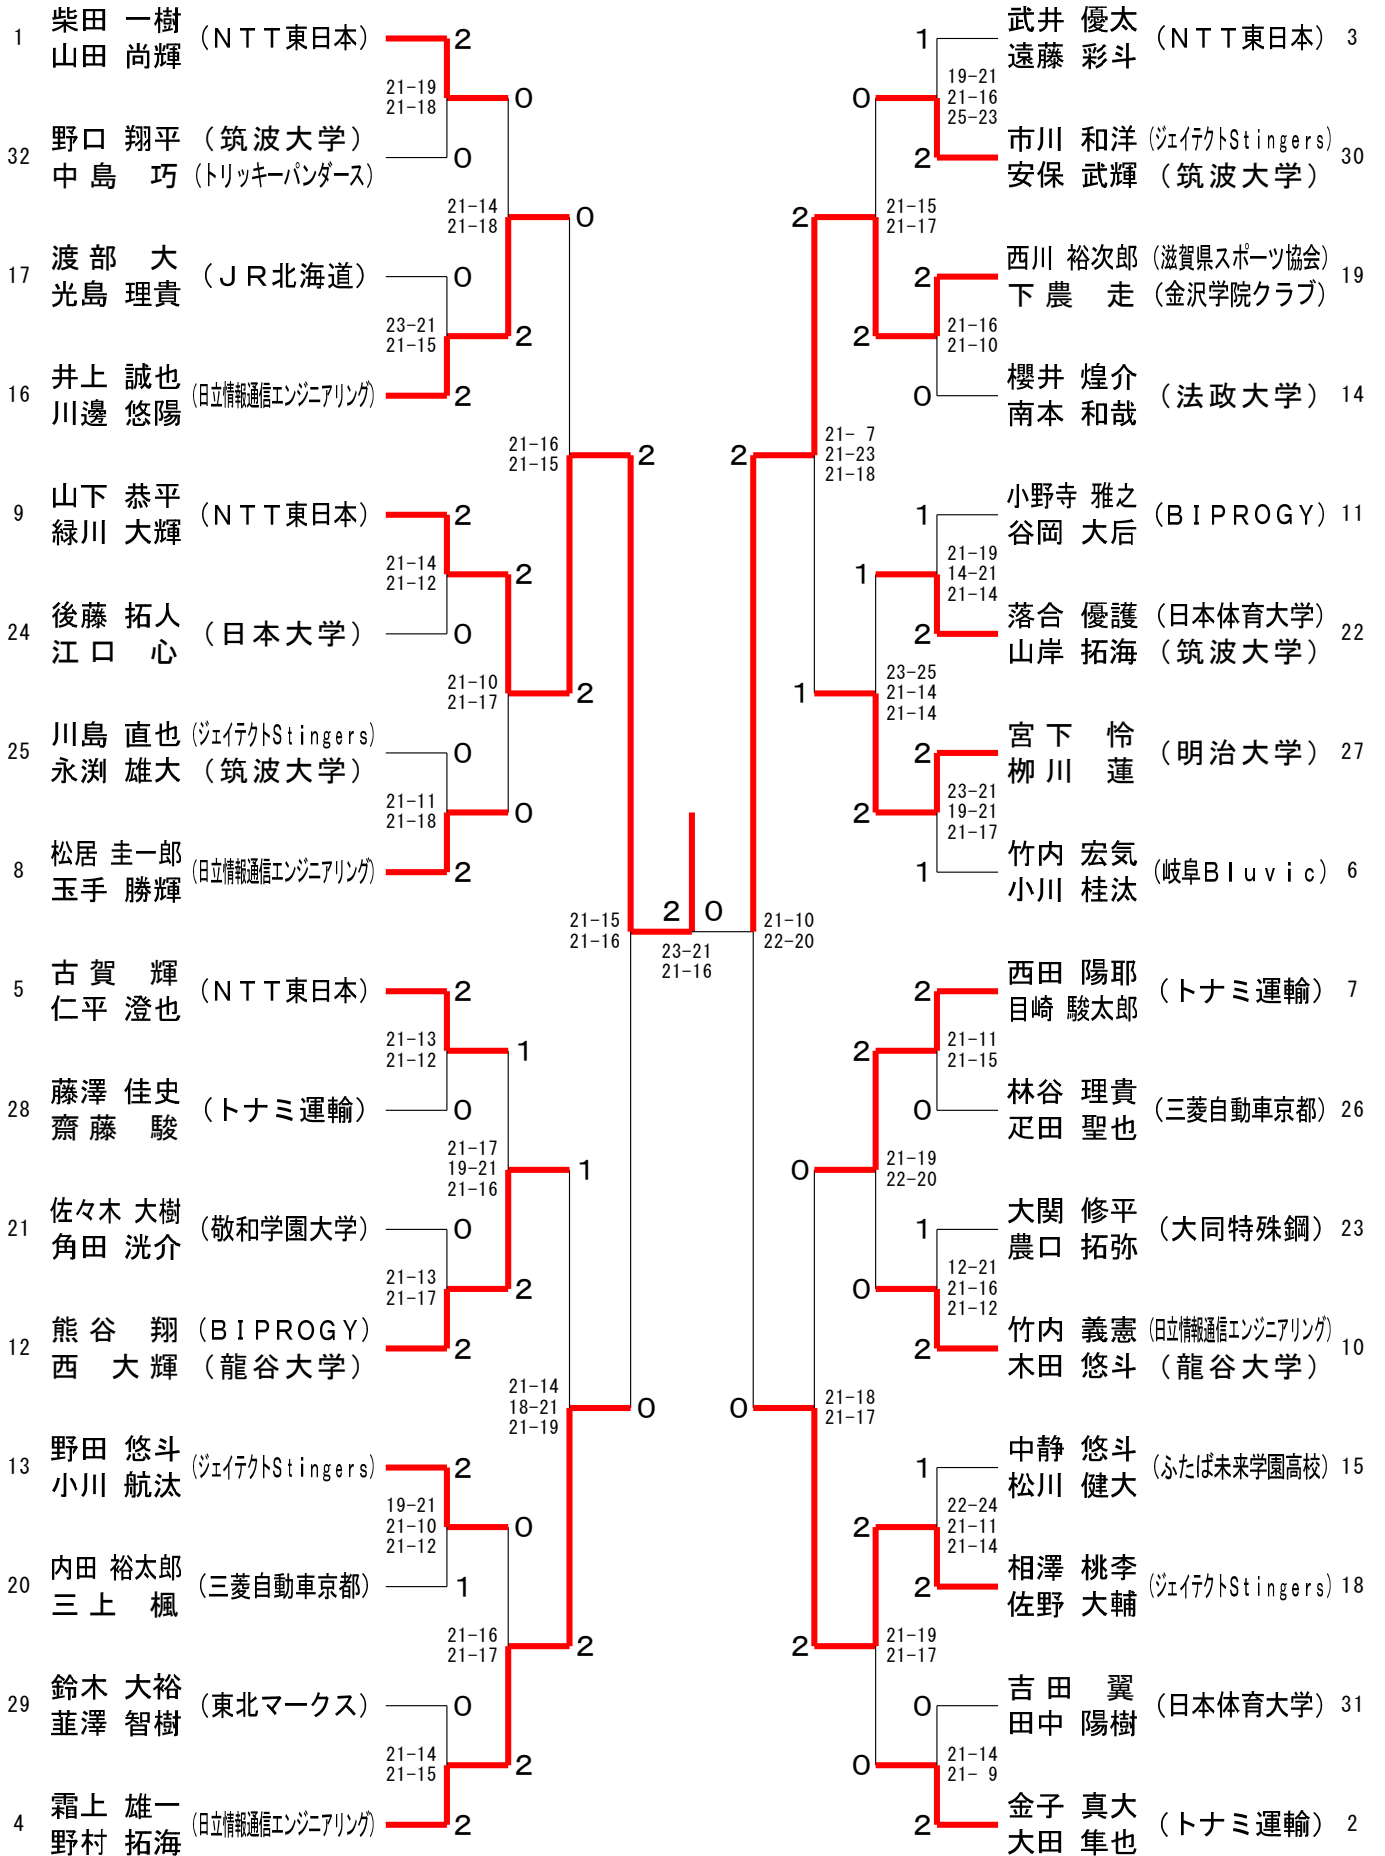 1 柴田 一樹 (ＮＴＴ東日本) 2
山田 尚輝
21-19
21-18
0
32 野口 翔平 (筑波大学) 0
中島 巧 (トリッキーパンダース)
21-14
21-18
0
17 渡部 大 (ＪＲ北海道) 0
光島 理貴
23-21
21-15
2
16 井上 誠也 (日立情報通信エンジニアリング) 2
川邊 悠陽
21-16
21-15
2
9 山下 恭平 (ＮＴＴ東日本) 2
緑川 大輝
21-14
21-12
2
24 後藤 拓人 (日本大学) 0
江口 心
21-10
21-17
2
25 川島 直也 (ジェイテクトStingers) 0
永渕 雄大 (筑波大学)
21-11
21-18
0
8 松居 圭一郎 (日立情報通信エンジニアリング) 2
玉手 勝輝
21-15
21-16
2 0
23-21
21-16
5 古賀 輝 (ＮＴＴ東日本) 2
仁平 澄也
21-13
21-12
1
28 藤澤 佳史 (トナミ運輸) 0
齋藤 駿
21-17
19-21
21-16
1
21 佐々木 大樹 (敬和学園大学) 0
角田 洸介
21-13
21-17
2
12 熊谷 翔 (ＢＩＰＲＯＧＹ) 2
西 大輝 (龍谷大学)
21-14
18-21
21-19
0
13 野田 悠斗 (ジェイテクトStingers) 2
小川 航汰
19-21
21-10
21-12
0
20 内田 裕太郎 (三菱自動車京都) 1
三上 楓
21-16
21-17
2
29 鈴木 大裕 (東北マークス) 0
韮澤 智樹
21-14
21-15
2
4 霜上 雄一 (日立情報通信エンジニアリング) 2
野村 拓海
1 武井 優太 (ＮＴＴ東日本) 3
遠藤 彩斗
19-21
21-16
25-23
0
2 市川 和洋 (ジェイテクトStingers) 30
安保 武輝 (筑波大学)
21-15
21-17
2
2 西川 裕次郎 (滋賀県スポーツ協会) 19
下農 走 (金沢学院クラブ)
21-16
21-10
2
0 櫻井 煌介 (法政大学) 14
南本 和哉
21- 7
21-23
21-18
2
1 小野寺 雅之 (ＢＩＰＲＯＧＹ) 11
谷岡 大后
21-19
14-21
21-14
1
2 落合 優護 (日本体育大学) 22
山岸 拓海 (筑波大学)
23-25
21-14
21-14
1
2 宮下 怜 (明治大学) 27
栁川 蓮
23-21
19-21
21-17
2
1 竹内 宏気 (岐阜Ｂｌｕｖｉｃ) 6
小川 桂汰
21-10
22-20
2 西田 陽耶 (トナミ運輸) 7
目崎 駿太郎
21-11
21-15
2
0 林谷 理貴 (三菱自動車京都) 26
疋田 聖也
21-19
22-20
0
1 大関 修平 (大同特殊鋼) 23
農口 拓弥
12-21
21-16
21-12
0
2 竹内 義憲 (日立情報通信エンジニアリング) 10
木田 悠斗 (龍谷大学)
21-18
21-17
0
1 中静 悠斗 (ふたば未来学園高校) 15
松川 健大
22-24
21-11
21-14
2
2 相澤 桃李 (ジェイテクトStingers) 18
佐野 大輔
21-19
21-17
2
0 吉田 翼 (日本体育大学) 31
田中 陽樹
21-14
21- 9
0
2 金子 真大 (トナミ運輸) 2
大田 隼也